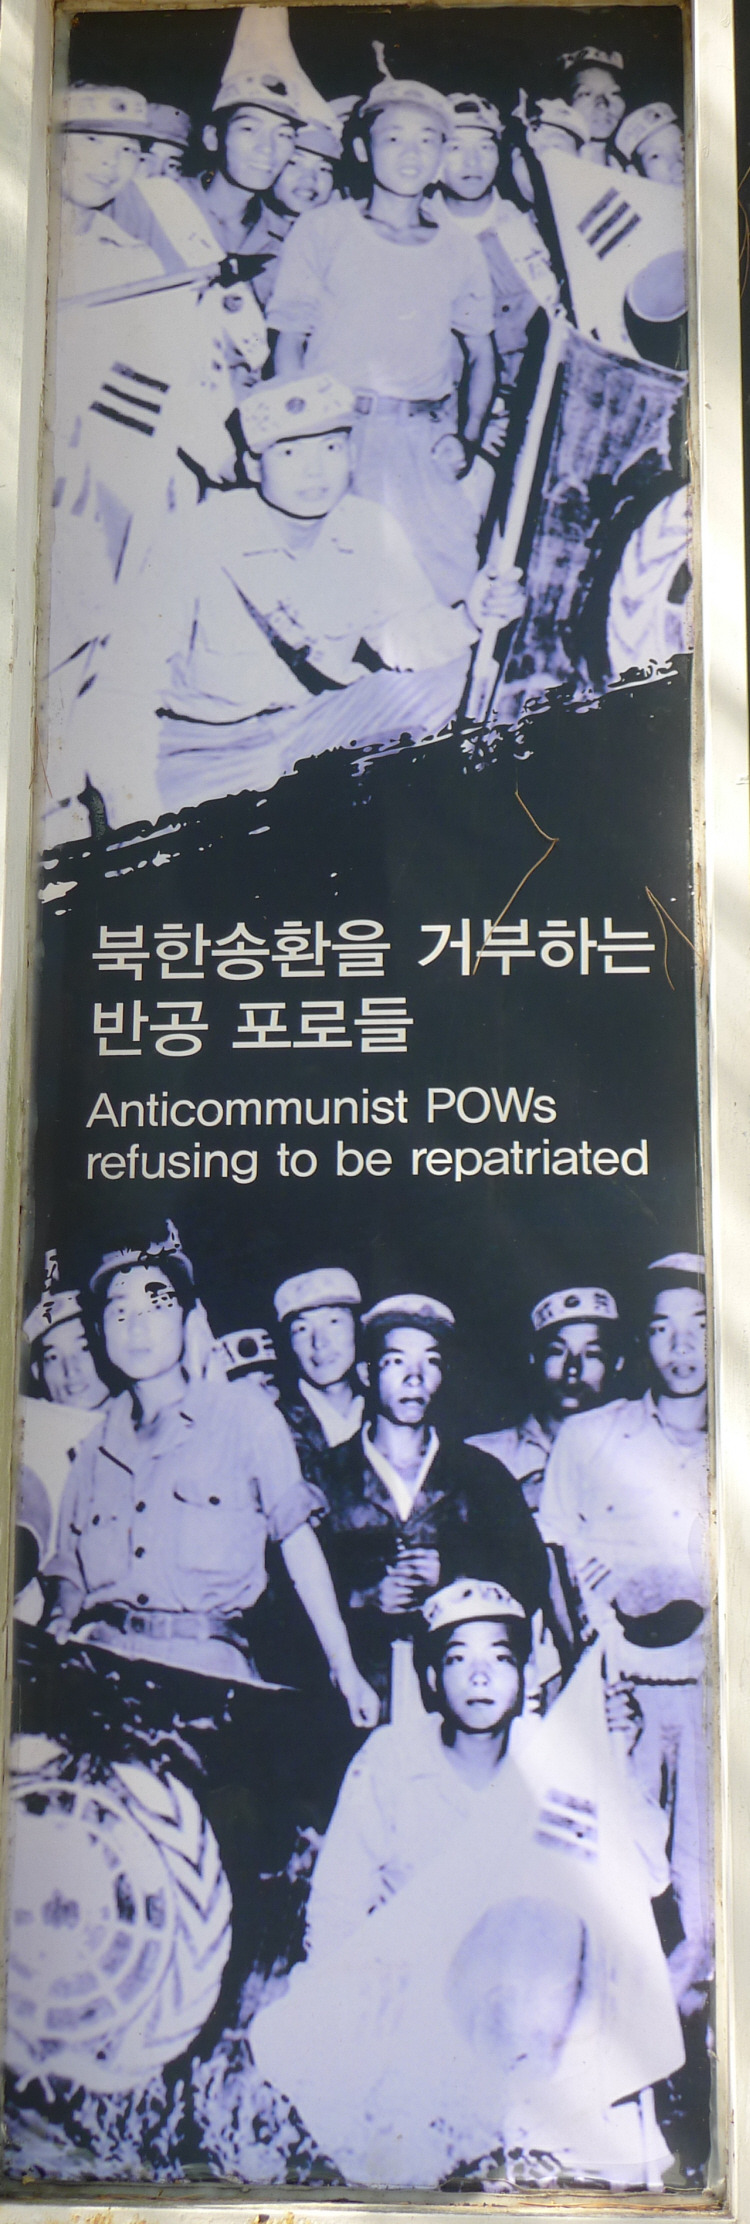 북한송환을 거부하는
반공 포로들
Anticommunist POWs
refusing to be repatriated